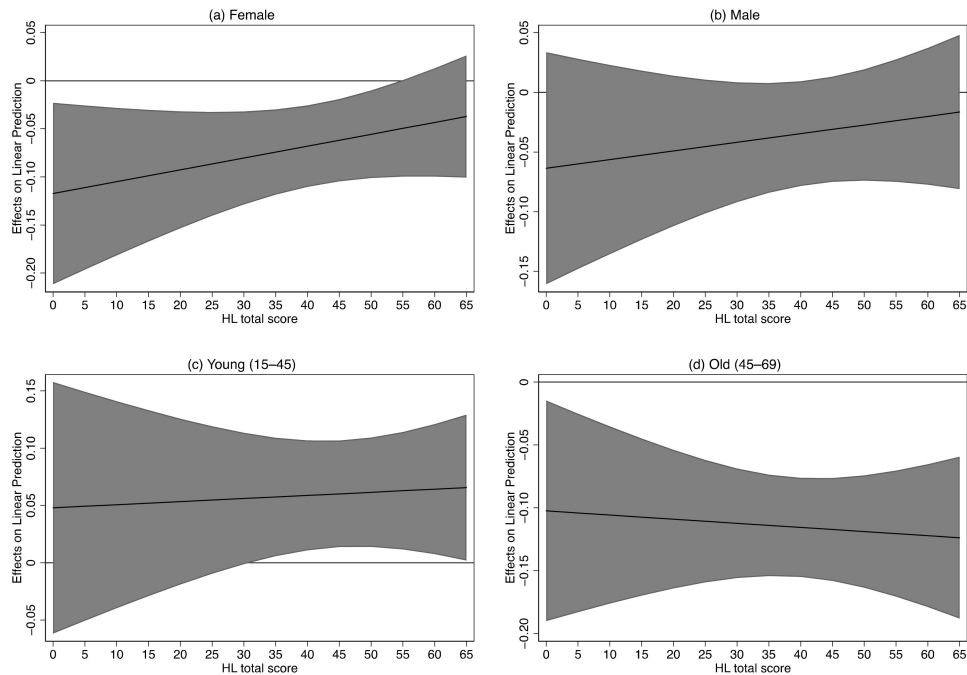 (a) Female
Effects on Linear Prediction
0.05
0
−0.05
−0.10
−0.15
−0.20
0 5 10 15 20 25 30 35 40 45 50 55 60 65
HL total score
(b) Male
Effects on Linear Prediction
0.05
0
−0.05
−0.10
−0.15
0 5 10 15 20 25 30 35 40 45 50 55 60 65
HL total score
(c) Young (15–45)
Effects on Linear Prediction
0.15
0.10
0.05
0
−0.05
0 5 10 15 20 25 30 35 40 45 50 55 60 65
HL total score
(d) Old (45–69)
Effects on Linear Prediction
0
−0.05
−0.10
−0.15
−0.20
0 5 10 15 20 25 30 35 40 45 50 55 60 65
HL total score